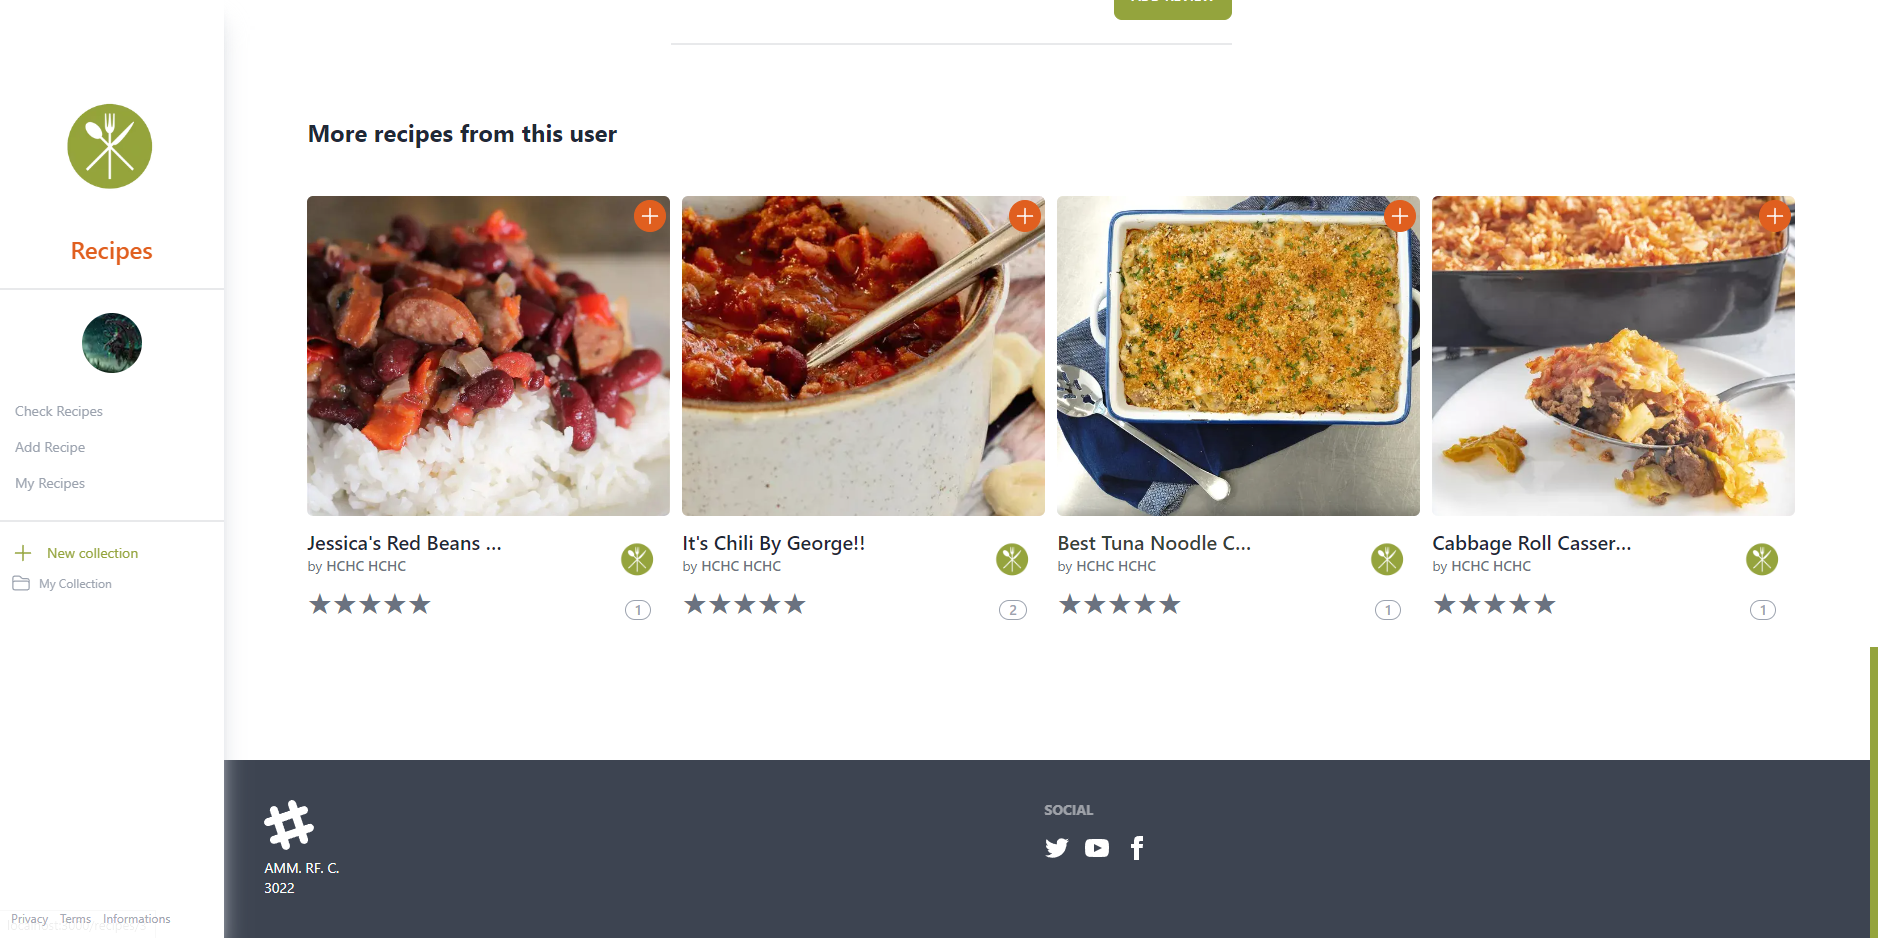 Recipes
Check Recipes
Add Recipe
My Recipes
New collection
My Collection
Privacy Terms Informations
More recipes from this user
Jessica's Red Beans ...
by HCHC HCHC
1
It's Chili By George!!
by HCHC HCHC
2
Best Tuna Noodle C...
by HCHC HCHC
1
Cabbage Roll Casser...
by HCHC HCHC
1
AMM. RF. C.
3022
SOCIAL